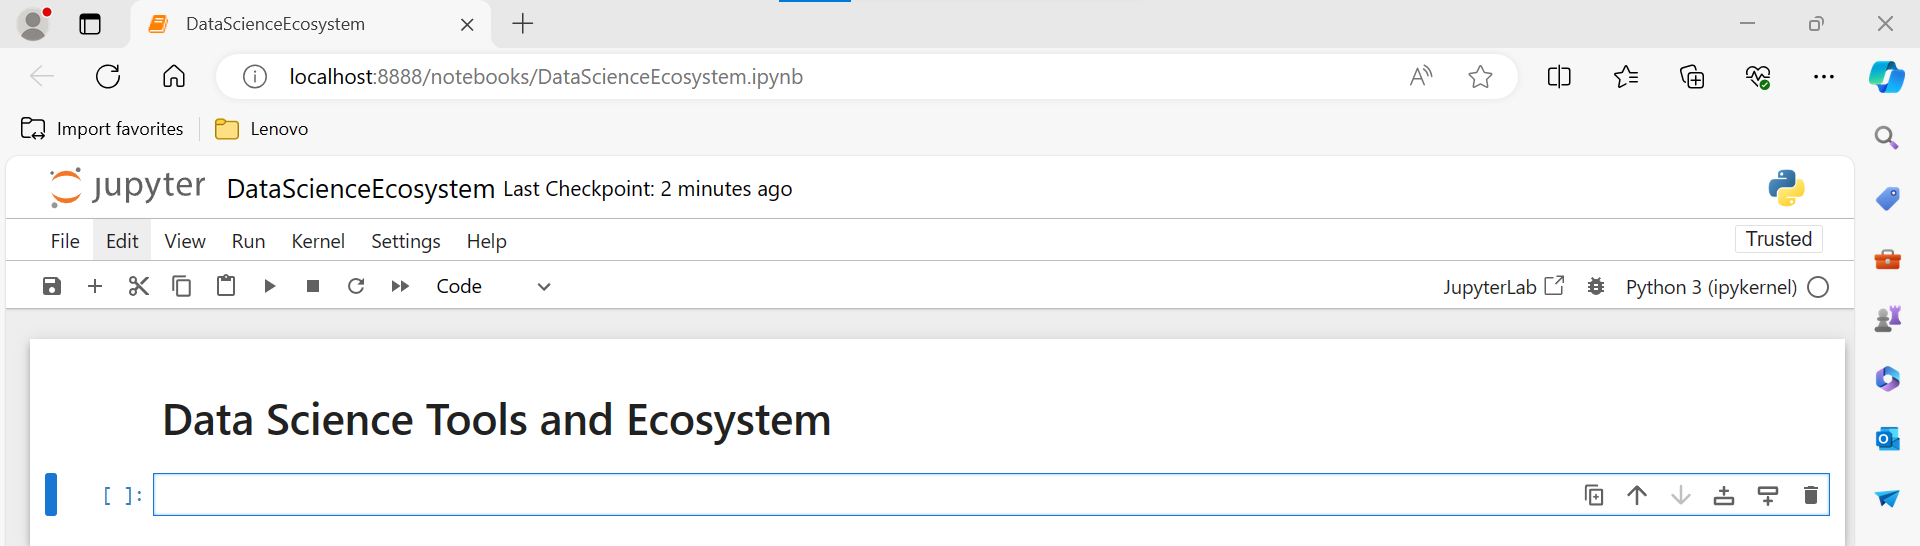 DataScienceEcosystem
localhost:8888/notebooks/DataScienceEcosystem.ipynb
Import favorites Lenovo
jupyter DataScienceEcosystem Last Checkpoint: 2 minutes ago
File Edit View Run Kernel Settings Help Trusted
Code JupyterLab Python 3 (ipykernel)
Data Science Tools and Ecosystem
[ ]: